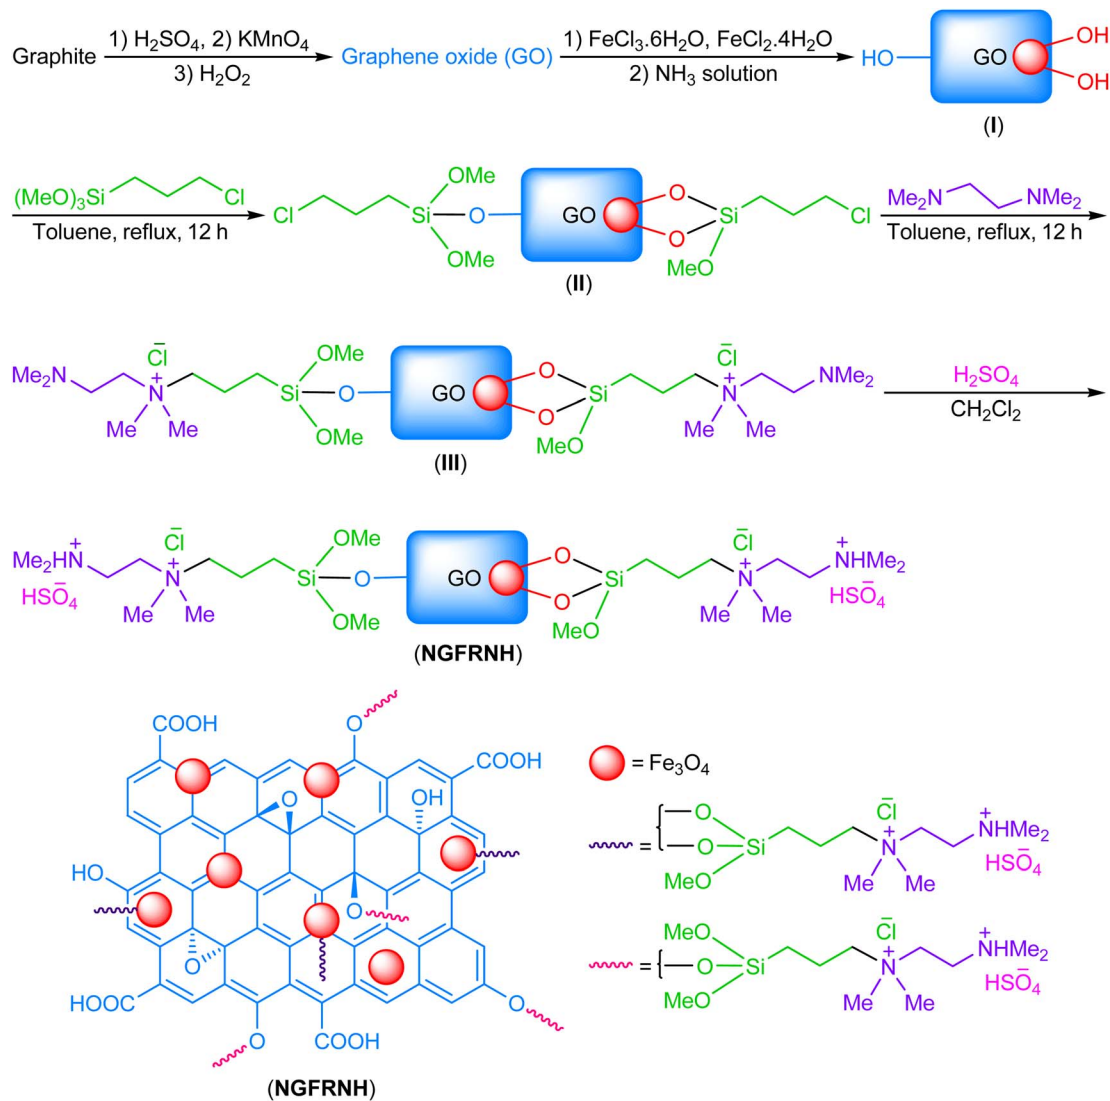 1) H₂SO₄, 2) KMnO₄
Graphite
3) H₂O₂
Graphene oxide (GO)
1) FeCl₃.6H₂O, FeCl₂.4H₂O
2) NH₃ solution
HO
GO
OH
OH
(I)
(MeO)₃Si
Cl
Toluene, reflux, 12 h
Cl
Si
OMe
OMe
O
GO
O
O
Si
MeO
Cl
(II)
Me₂N
NMe₂
Toluene, reflux, 12 h
Me₂N
N⁺
Cl⁻
Me
Me
Si
OMe
OMe
O
GO
O
O
Si
MeO
N⁺
Cl⁻
Me
Me
NMe₂
(III)
H₂SO₄
CH₂Cl₂
Me₂HN⁺
HSO₄⁻
N⁺
Cl⁻
Me
Me
Si
OMe
OMe
O
GO
O
O
Si
MeO
N⁺
Cl⁻
Me
Me
NHMe₂⁺
HSO₄⁻
(NGFRNH)
COOH
O
COOH
O
OH
HO
O
O
HOOC
O
COOH
O
(NGFRNH)
= Fe₃O₄
=
O
O
MeO
Si
N⁺
Cl⁻
Me
Me
NHMe₂⁺
HSO₄⁻
=
MeO
O
MeO
Si
N⁺
Cl⁻
Me
Me
NHMe₂⁺
HSO₄⁻